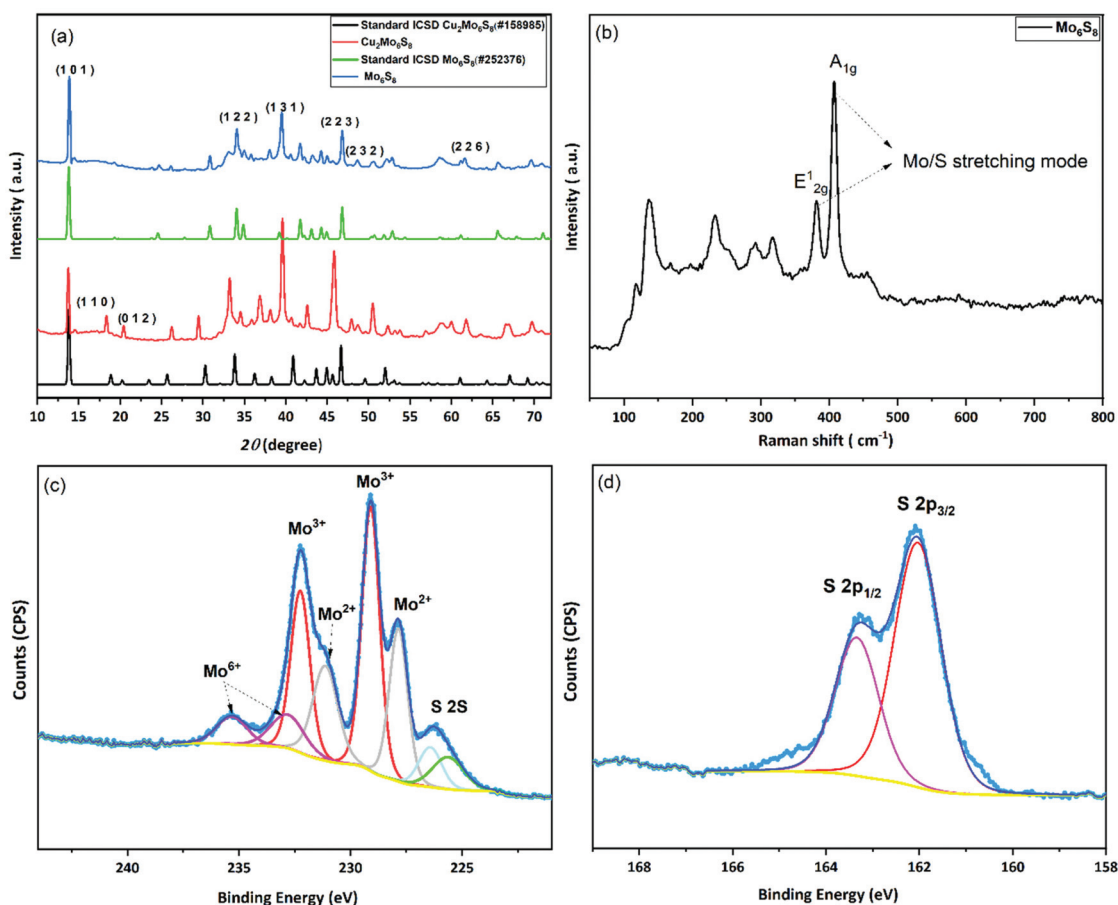 (a)
Standard ICSD Cu₂Mo₆S₈(#158985)
Cu₂Mo₆S₈
Standard ICSD Mo₆S₈(#252376)
Mo₆S₈
(1 0 1)
(1 2 2)
(1 3 1)
(2 2 3)
(2 3 2)
(2 2 6)
(1 1 0)
(0 1 2)
Intensity ( a.u.)
10 15 20 25 30 35 40 45 50 55 60 65 70
2θ (degree)
(b)
Mo₆S₈
A₁g
E¹₂g
Mo/S stretching mode
Intensity (a.u.)
100 200 300 400 500 600 700 800
Raman shift ( cm⁻¹)
(c)
Mo³⁺
Mo³⁺
Mo²⁺
Mo²⁺
Mo⁶⁺
S 2S
Counts (CPS)
240 235 230 225
Binding Energy (eV)
(d)
S 2p₃/₂
S 2p₁/₂
Counts (CPS)
168 166 164 162 160 158
Binding Energy (eV)